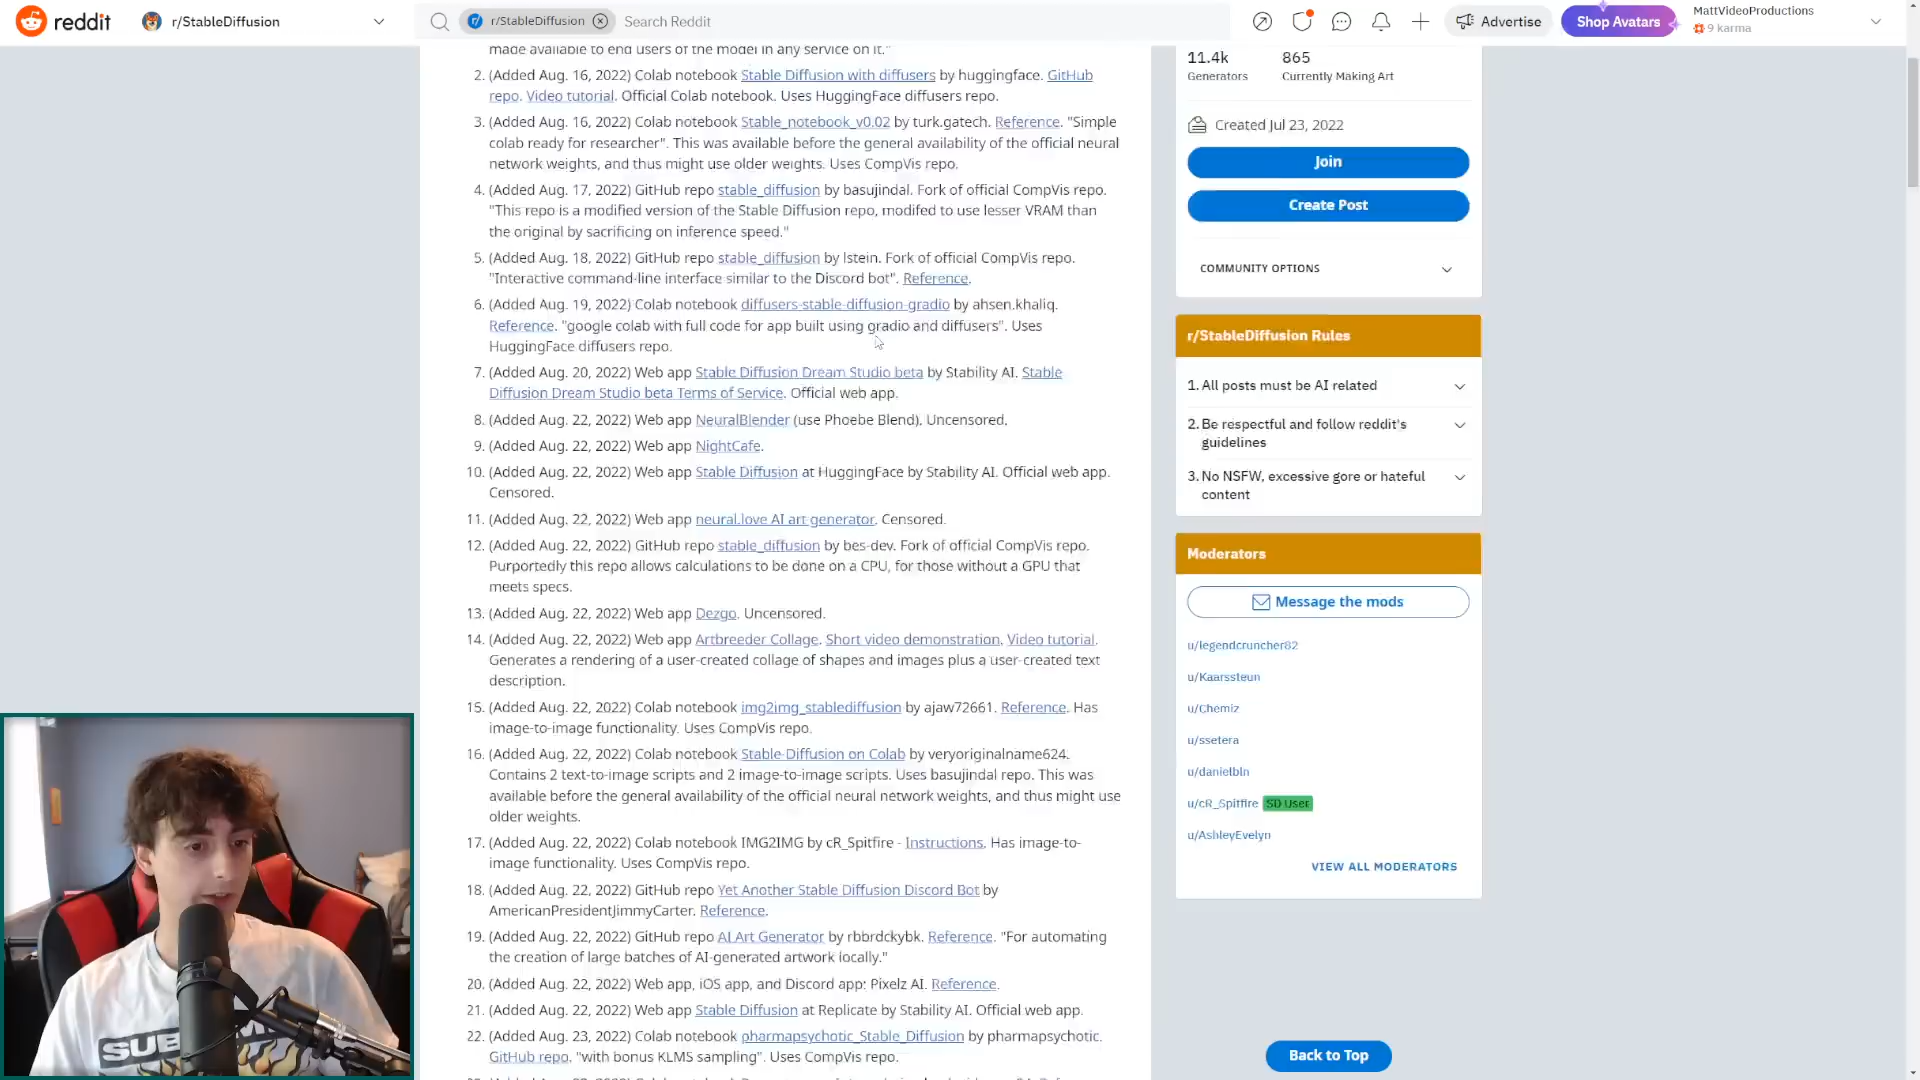 reddit
r/StableDiffusion
r/StableDiffusion
Search Reddit
Advertise
Shop Avatars
MattVideoProductions
9 karma
made available to end users of the model in any service on it."
2. (Added Aug. 16, 2022) Colab notebook Stable Diffusion with diffusers by huggingface. GitHub
repo. Video tutorial. Official Colab notebook. Uses HuggingFace diffusers repo.
3. (Added Aug. 16, 2022) Colab notebook Stable_notebook_v0.02 by turk.gatech. Reference. "Simple
colab ready for researcher". This was available before the general availability of the official neural
network weights, and thus might use older weights. Uses CompVis repo.
4. (Added Aug. 17, 2022) GitHub repo stable_diffusion by basujindal. Fork of official CompVis repo.
"This repo is a modified version of the Stable Diffusion repo, modifed to use lesser VRAM than
the original by sacrificing on inference speed."
5. (Added Aug. 18, 2022) GitHub repo stable_diffusion by lstein. Fork of official CompVis repo.
"Interactive command-line interface similar to the Discord bot". Reference.
6. (Added Aug. 19, 2022) Colab notebook diffusers-stable-diffusion-gradio by ahsen.khaliq.
Reference. "google colab with full code for app built using gradio and diffusers". Uses
HuggingFace diffusers repo.
7. (Added Aug. 20, 2022) Web app Stable Diffusion Dream Studio beta by Stability AI. Stable
Diffusion Dream Studio beta Terms of Service. Official web app.
8. (Added Aug. 22, 2022) Web app NeuralBlender (use Phoebe Blend). Uncensored.
9. (Added Aug. 22, 2022) Web app NightCafe.
10. (Added Aug. 22, 2022) Web app Stable Diffusion at HuggingFace by Stability AI. Official web app.
Censored.
11. (Added Aug. 22, 2022) Web app neural.love AI art generator. Censored.
12. (Added Aug. 22, 2022) GitHub repo stable_diffusion by bes-dev. Fork of official CompVis repo.
Purportedly this repo allows calculations to be done on a CPU, for those without a GPU that
meets specs.
13. (Added Aug. 22, 2022) Web app Dezgo. Uncensored.
14. (Added Aug. 22, 2022) Web app Artbreeder Collage. Short video demonstration. Video tutorial.
Generates a rendering of a user-created collage of shapes and images plus a user-created text
description.
15. (Added Aug. 22, 2022) Colab notebook img2img_stablediffusion by ajaw72661. Reference. Has
image-to-image functionality. Uses CompVis repo.
16. (Added Aug. 22, 2022) Colab notebook Stable-Diffusion on Colab by veryoriginalname624.
Contains 2 text-to-image scripts and 2 image-to-image scripts. Uses basujindal repo. This was
available before the general availability of the official neural network weights, and thus might use
older weights.
17. (Added Aug. 22, 2022) Colab notebook IMG2IMG by cR_Spitfire - Instructions. Has image-to-
image functionality. Uses CompVis repo.
18. (Added Aug. 22, 2022) GitHub repo Yet Another Stable Diffusion Discord Bot by
AmericanPresidentJimmyCarter. Reference.
19. (Added Aug. 22, 2022) GitHub repo AI Art Generator by rbbrdckybk. Reference. "For automating
the creation of large batches of AI-generated artwork locally."
20. (Added Aug. 22, 2022) Web app, iOS app, and Discord app: Pixelz AI. Reference.
21. (Added Aug. 22, 2022) Web app Stable Diffusion at Replicate by Stability AI. Official web app.
22. (Added Aug. 23, 2022) Colab notebook pharmapsychotic_Stable_Diffusion by pharmapsychotic.
GitHub repo. "with bonus KLMS sampling". Uses CompVis repo.
11.4k 865
Generators Currently Making Art
Created Jul 23, 2022
Join
Create Post
COMMUNITY OPTIONS
r/StableDiffusion Rules
1. All posts must be AI related
2. Be respectful and follow reddit's
guidelines
3. No NSFW, excessive gore or hateful
content
Moderators
Message the mods
u/legendcruncher82
u/Kaarssteun
u/Chemiz
u/ssetera
u/danielbln
u/cR_Spitfire SD User
u/AshleyEvelyn
VIEW ALL MODERATORS
Back to Top